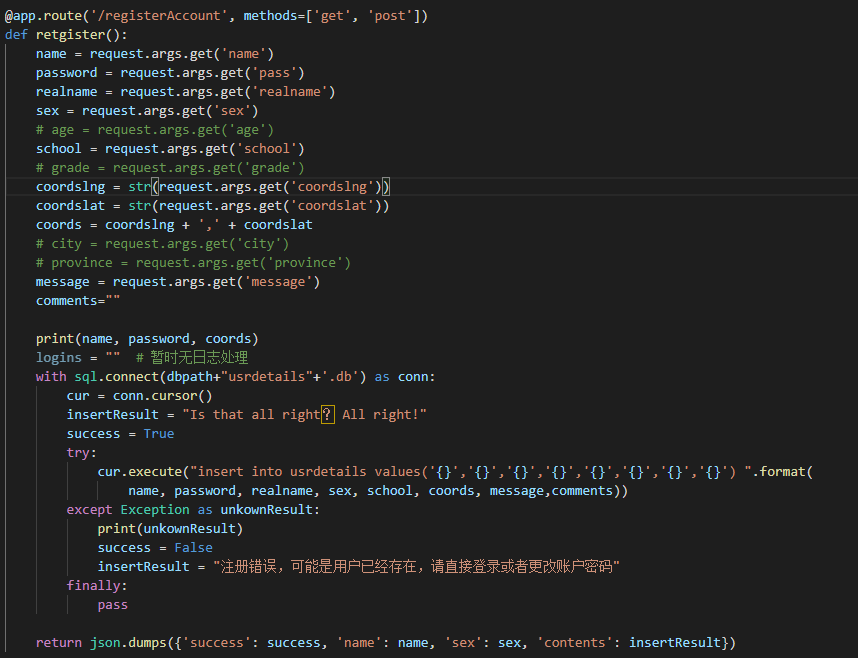 @app.route('/registerAccount', methods=['get', 'post'])
def retgister():
    name = request.args.get('name')
    password = request.args.get('pass')
    realname = request.args.get('realname')
    sex = request.args.get('sex')
    # age = request.args.get('age')
    school = request.args.get('school')
    # grade = request.args.get('grade')
    coordslng = str(request.args.get('coordslng'))
    coordslat = str(request.args.get('coordslat'))
    coords = coordslng + ',' + coordslat
    # city = request.args.get('city')
    # province = request.args.get('province')
    message = request.args.get('message')
    comments=""
    print(name, password, coords)
    logins = ""  # 暂时无日志处理
    with sql.connect(dbpath+"usrdetails"+'.db') as conn:
        cur = conn.cursor()
        insertResult = "Is that all right？ All right!"
        success = True
        try:
            cur.execute("insert into usrdetails values('{}','{}','{}','{}','{}','{}','{}','{}') ".format(
                name, password, realname, sex, school, coords, message,comments))
        except Exception as unkownResult:
            print(unkownResult)
            success = False
            insertResult = "注册错误，可能是用户已经存在，请直接登录或者更改账户密码"
        finally:
            pass
    return json.dumps({'success': success, 'name': name, 'sex': sex, 'contents': insertResult})